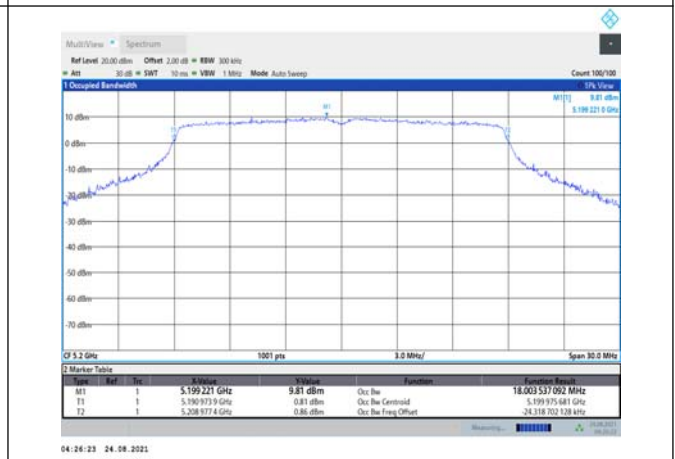 MultiView Spectrum
Ref Level 20.00 dBm Offset 2.00 dB RBW 300 kHz
Att 30 dB SWT 10 ms VBW 1 MHz Mode Auto Sweep Count 100/100
1 Occupied Bandwidth 1Pk View
M1[1] 9.81 dBm
5.199 221 0 GHz
M1
10 dBm
T1 T2
0 dBm
-10 dBm
-20 dBm
-30 dBm
-40 dBm
-50 dBm
-60 dBm
-70 dBm
CF 5.2 GHz 1001 pts 3.0 MHz/ Span 30.0 MHz
2 Marker Table
Type Ref Trc X-Value Y-Value Function Function Result
M1 1 5.199 221 GHz 9.81 dBm Occ Bw 18.003 537 092 MHz
T1 1 5.190 973 9 GHz 0.81 dBm Occ Bw Centroid 5.199 975 681 GHz
T2 1 5.208 977 4 GHz 0.86 dBm Occ Bw Freq Offset -24.318 702 128 kHz
Measuring... 24.08.2021
04:26:23
04:26:23 24.08.2021